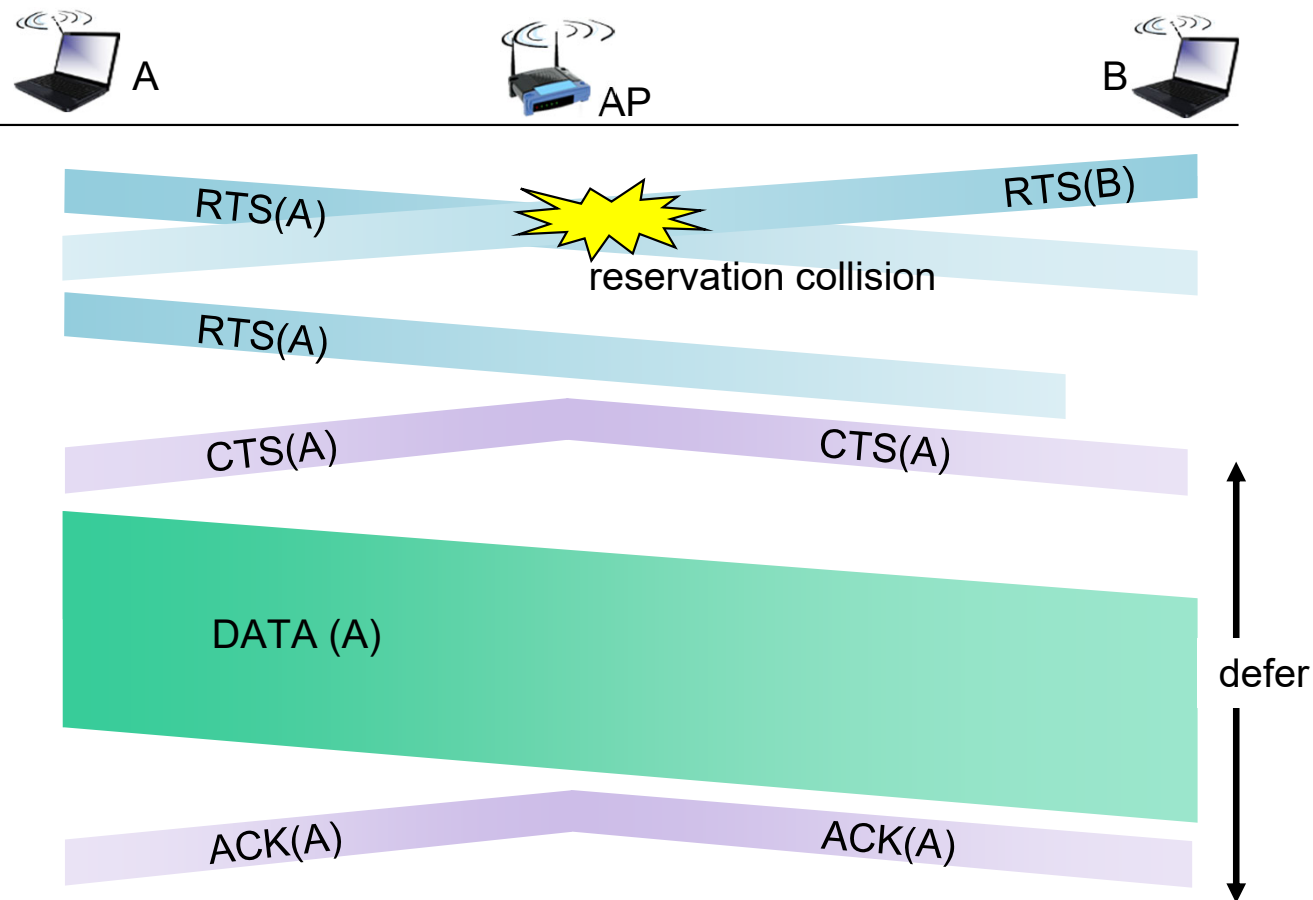 A
AP
B
RTS(A)
RTS(B)
reservation collision
RTS(A)
CTS(A)
CTS(A)
DATA (A)
defer
ACK(A)
ACK(A)